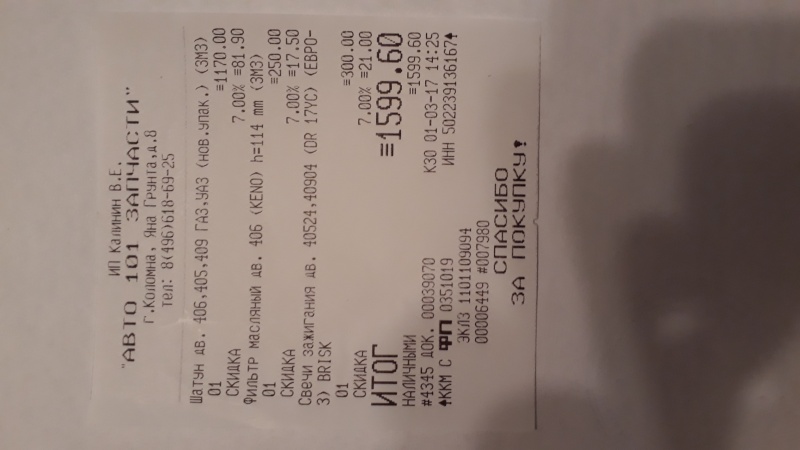 ИП Калинин В.Е.
"АВТО 101 ЗАПЧАСТИ"
г.Коломна, Яна Грунта,д.8
тел: 8(496)618-69-25
Шатун дв. 406,405,409 ГАЗ,УАЗ (нов.упак.) (ЗМЗ)
01 ≡1170.00
СКИДКА 7.00% ≡81.90
Фильтр масляный дв. 406 (KENO) h=114 mm (ЗМЗ)
01 ≡250.00
СКИДКА 7.00% ≡17.50
Свечи зажигания дв. 40524,40904 (DR 17YC) (ЕВРО-
3) BRISK
01 ≡300.00
СКИДКА 7.00% ≡21.00
ИТОГ ≡1599.60
НАЛИЧНЫМИ ≡1599.60
#4345 ДОК. 00039070 К30 01-03-17 14:25
ККМ С ФП 0351019 ИНН 502239136167
ЭКЛЗ 1101109094
00006449 #007980
СПАСИБО
ЗА ПОКУПКУ!